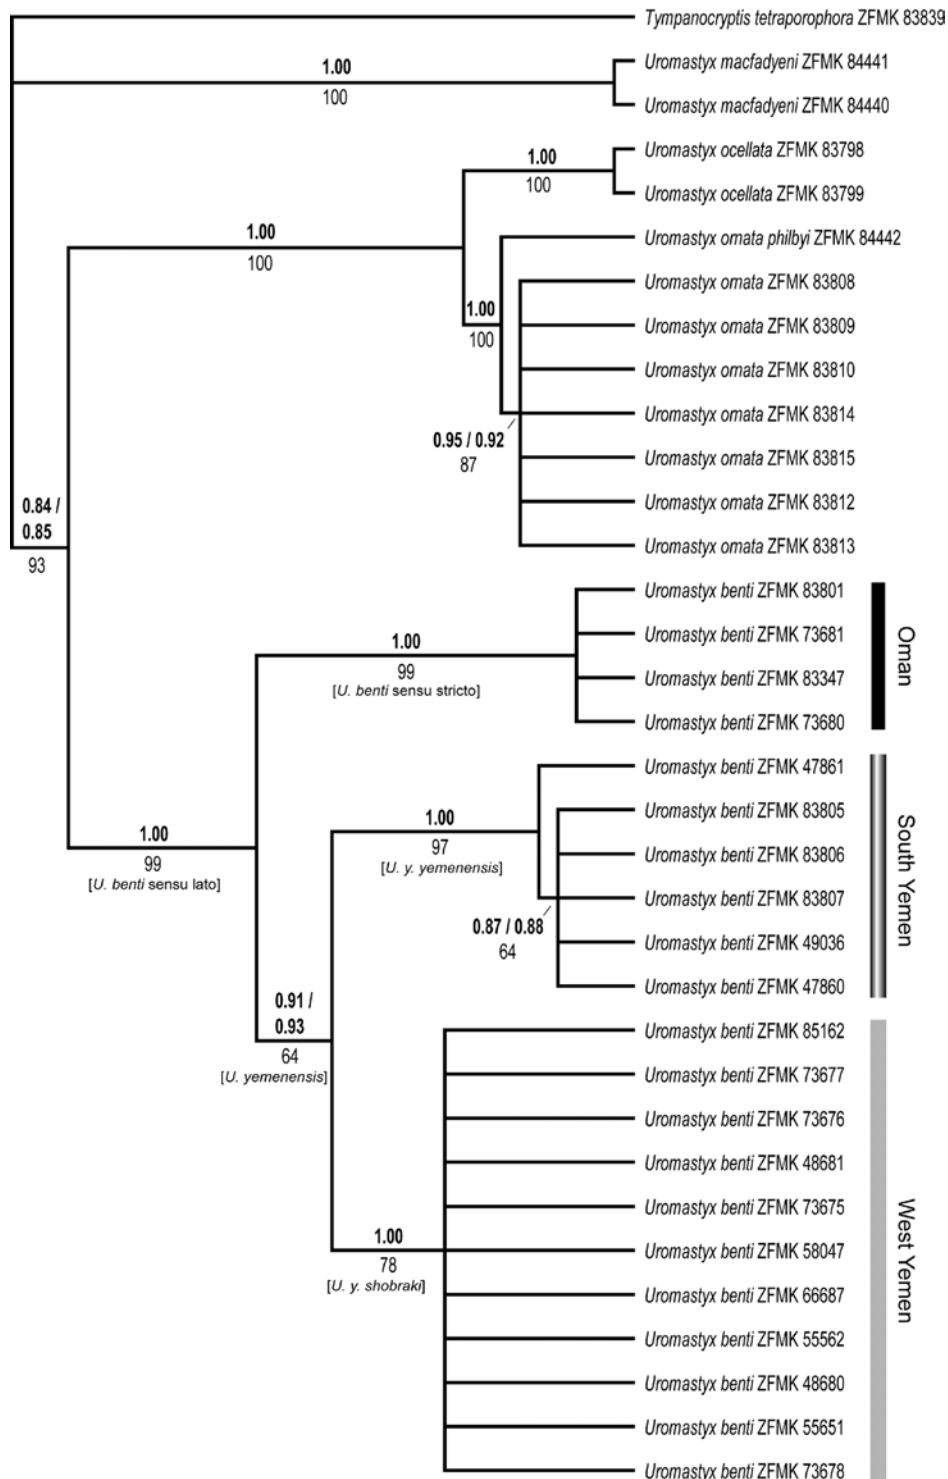 Tympanocryptis tetraporophora ZFMK 83839
1.00
100
Uromastyx macfadyeni ZFMK 84441
Uromastyx macfadyeni ZFMK 84440
1.00
100
Uromastyx ocellata ZFMK 83798
Uromastyx ocellata ZFMK 83799
1.00
100
Uromastyx ornata philbyi ZFMK 84442
Uromastyx ornata ZFMK 83808
1.00
100
Uromastyx ornata ZFMK 83809
Uromastyx ornata ZFMK 83810
Uromastyx ornata ZFMK 83814
0.95 / 0.92
87
Uromastyx ornata ZFMK 83815
Uromastyx ornata ZFMK 83812
Uromastyx ornata ZFMK 83813
0.84 /
0.85
93
Uromastyx benti ZFMK 83801
Uromastyx benti ZFMK 73681
Uromastyx benti ZFMK 83347
Uromastyx benti ZFMK 73680
Oman
1.00
99
[U. benti sensu stricto]
Uromastyx benti ZFMK 47861
Uromastyx benti ZFMK 83805
Uromastyx benti ZFMK 83806
Uromastyx benti ZFMK 83807
Uromastyx benti ZFMK 49036
Uromastyx benti ZFMK 47860
South Yemen
1.00
97
[U. y. yemenensis]
1.00
99
[U. benti sensu lato]
0.87 / 0.88
64
0.91 /
0.93
64
[U. yemenensis]
Uromastyx benti ZFMK 85162
Uromastyx benti ZFMK 73677
Uromastyx benti ZFMK 73676
Uromastyx benti ZFMK 48681
Uromastyx benti ZFMK 73675
Uromastyx benti ZFMK 58047
Uromastyx benti ZFMK 66687
Uromastyx benti ZFMK 55562
Uromastyx benti ZFMK 48680
Uromastyx benti ZFMK 55651
Uromastyx benti ZFMK 73678
West Yemen
1.00
78
[U. y. shobraki]